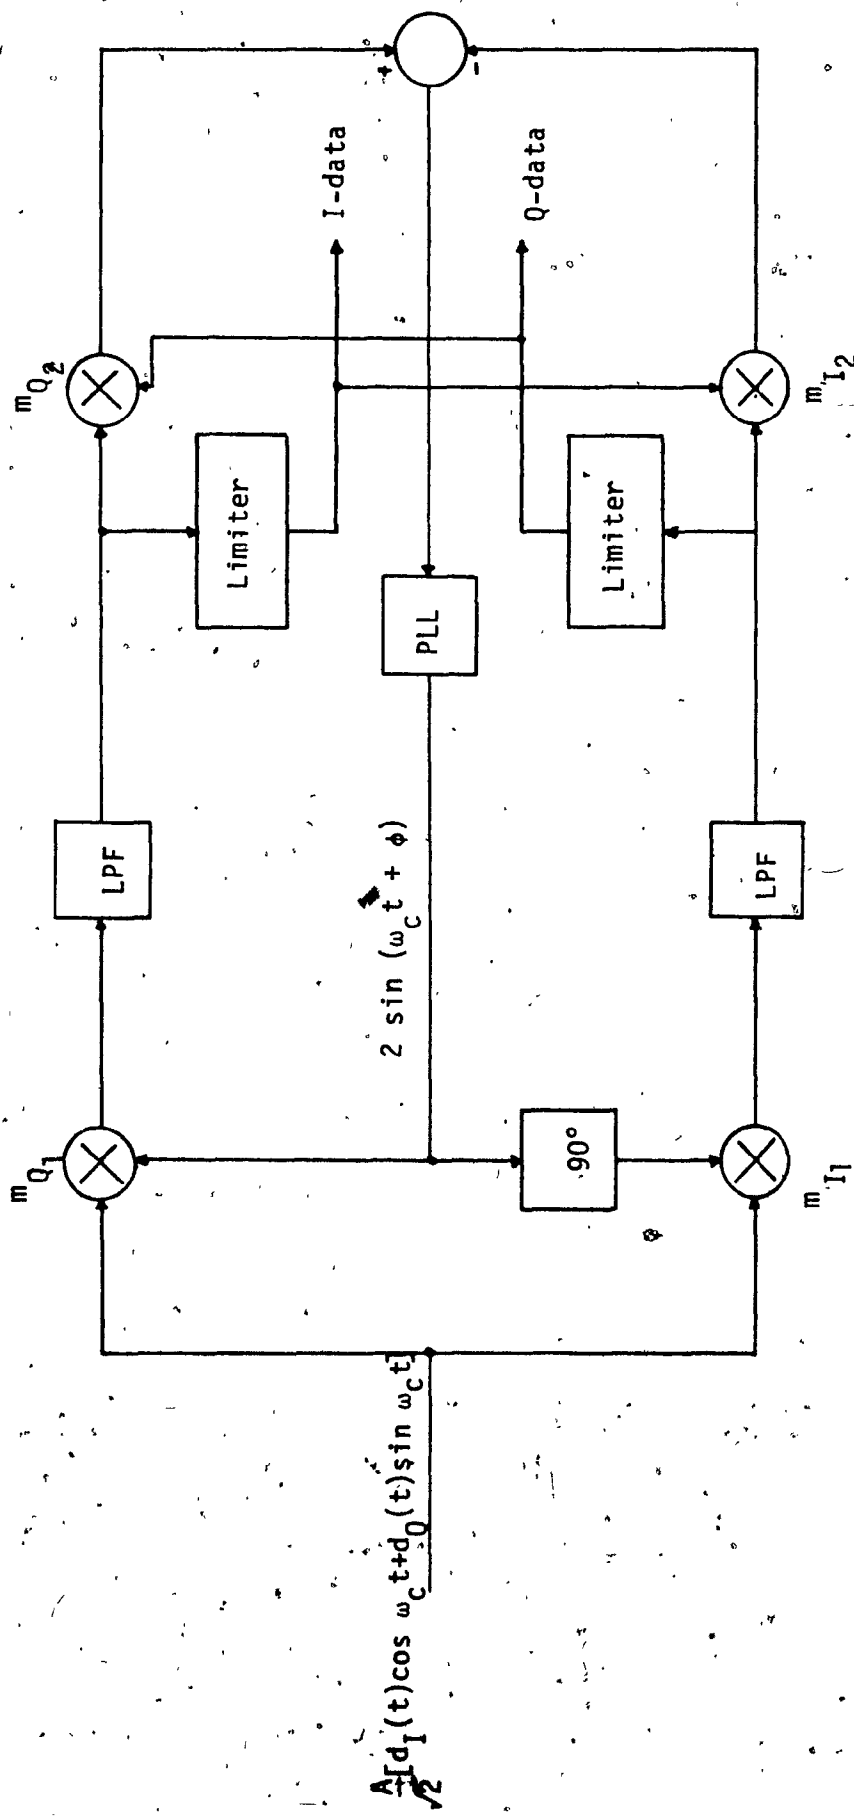 A/√2 [d_I(t)cos ω_c t+d_Q(t)sin ω_c t]
m_Q1
LPF
m_Q2
Limiter
I-data
+
-
2 sin (ω_c t + φ)
PLL
90°
Q-data
Limiter
m_I1
LPF
m_I2